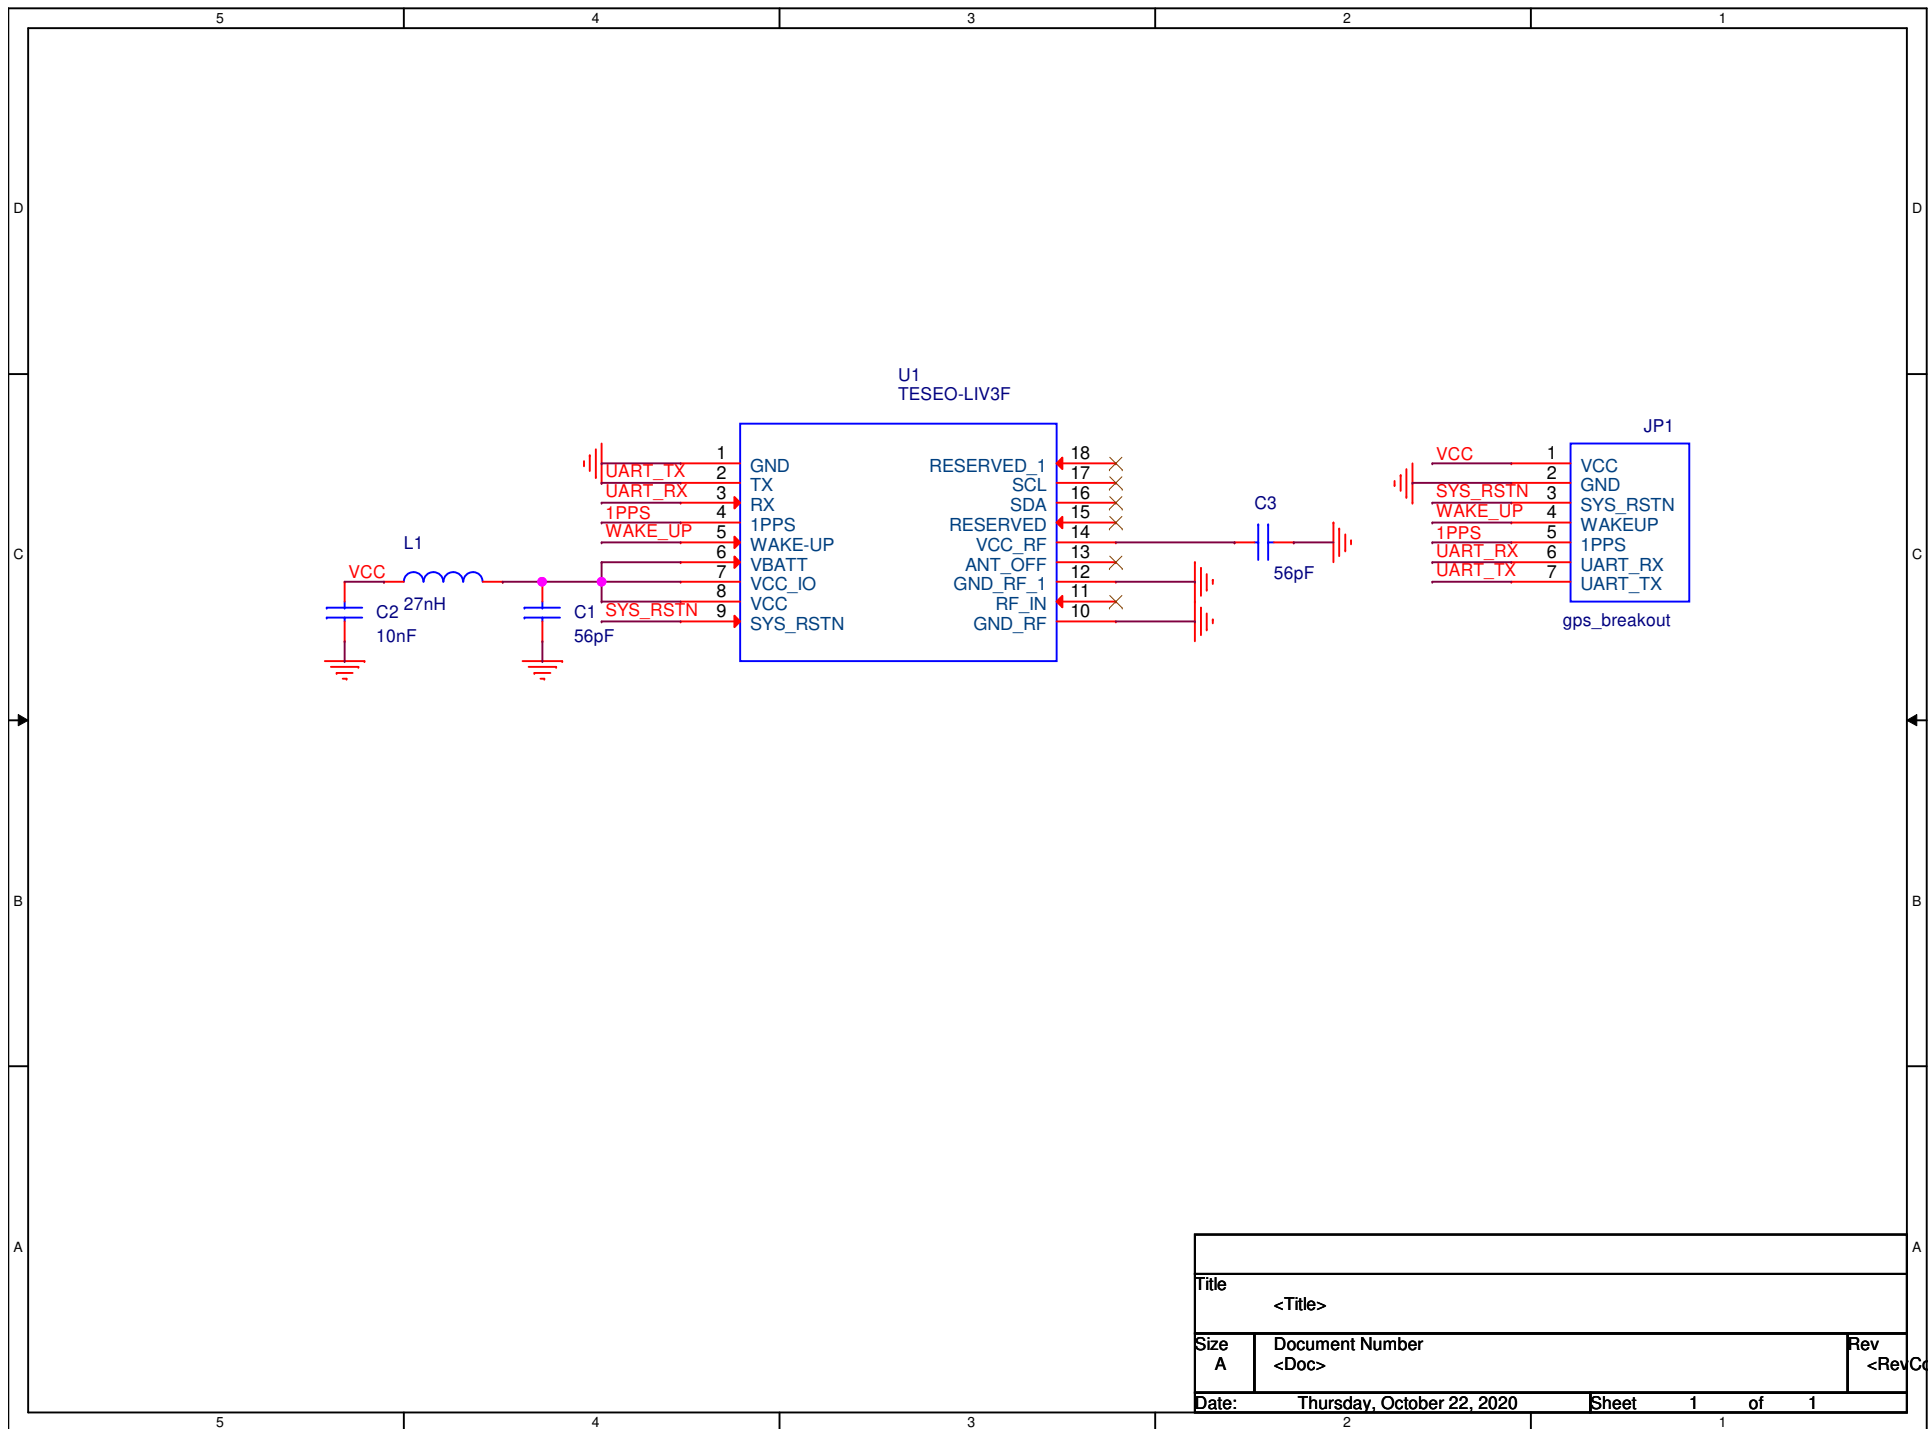 5 4 3 2 1
D D
C C
B B
A A
U1
TESEO-LIV3F
1 GND
UART_TX 2 TX
UART_RX 3 RX
1PPS 4 1PPS
WAKE_UP 5 WAKE-UP
6 VBATT
7 VCC_IO
8 VCC
SYS_RSTN 9 SYS_RSTN
RESERVED_1 18
SCL 17
SDA 16
RESERVED 15
VCC_RF 14
ANT_OFF 13
GND_RF_1 12
RF_IN 11
GND_RF 10
L1
VCC
27nH
C2
10nF
C1
56pF
C3
56pF
JP1
VCC 1 VCC
2 GND
SYS_RSTN 3 SYS_RSTN
WAKE_UP 4 WAKEUP
1PPS 5 1PPS
UART_RX 6 UART_RX
UART_TX 7 UART_TX
gps_breakout
Title
<Title>
Size Document Number Rev
A <Doc> <RevCo
Date: Thursday, October 22, 2020 Sheet 1 of 1
5 4 3 2 1